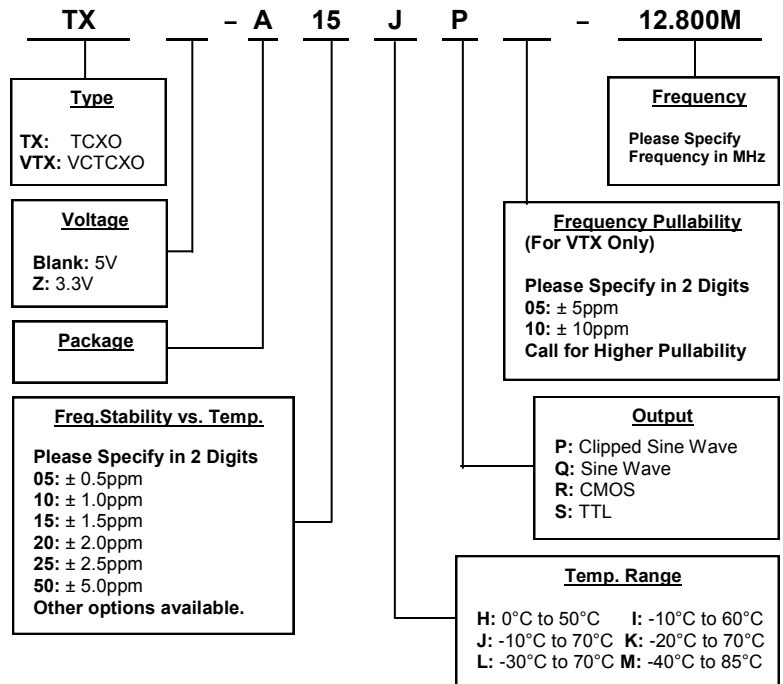 TX – A 15 J P – 12.800M
Type
TX: TCXO
VTX: VCTCXO
Voltage
Blank: 5V
Z: 3.3V
Package
Freq.Stability vs. Temp.
Please Specify in 2 Digits
05: ± 0.5ppm
10: ± 1.0ppm
15: ± 1.5ppm
20: ± 2.0ppm
25: ± 2.5ppm
50: ± 5.0ppm
Other options available.
Frequency
Please Specify
Frequency in MHz
Frequency Pullability
(For VTX Only)
Please Specify in 2 Digits
05: ± 5ppm
10: ± 10ppm
Call for Higher Pullability
Output
P: Clipped Sine Wave
Q: Sine Wave
R: CMOS
S: TTL
Temp. Range
H: 0°C to 50°C I: -10°C to 60°C
J: -10°C to 70°C K: -20°C to 70°C
L: -30°C to 70°C M: -40°C to 85°C